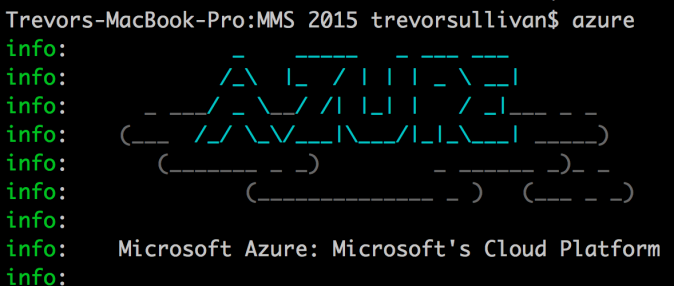 Trevors-MacBook-Pro:MMS 2015 trevorsullivan$ azure
info:             _    _____   _ ___ ___
info:            /_\  |_  / | | | _ \ __|
info:      _ ___/ _ \__/ /| |_| |   / _|___ _ _
info:    (___  /_/ \_\/___|\___/|_|_\___| _____)
info:       (_______ _ _)         _ ______ _)_ _
info:              (______________ _ )   (___ _ _)
info:
info:    Microsoft Azure: Microsoft's Cloud Platform
info: